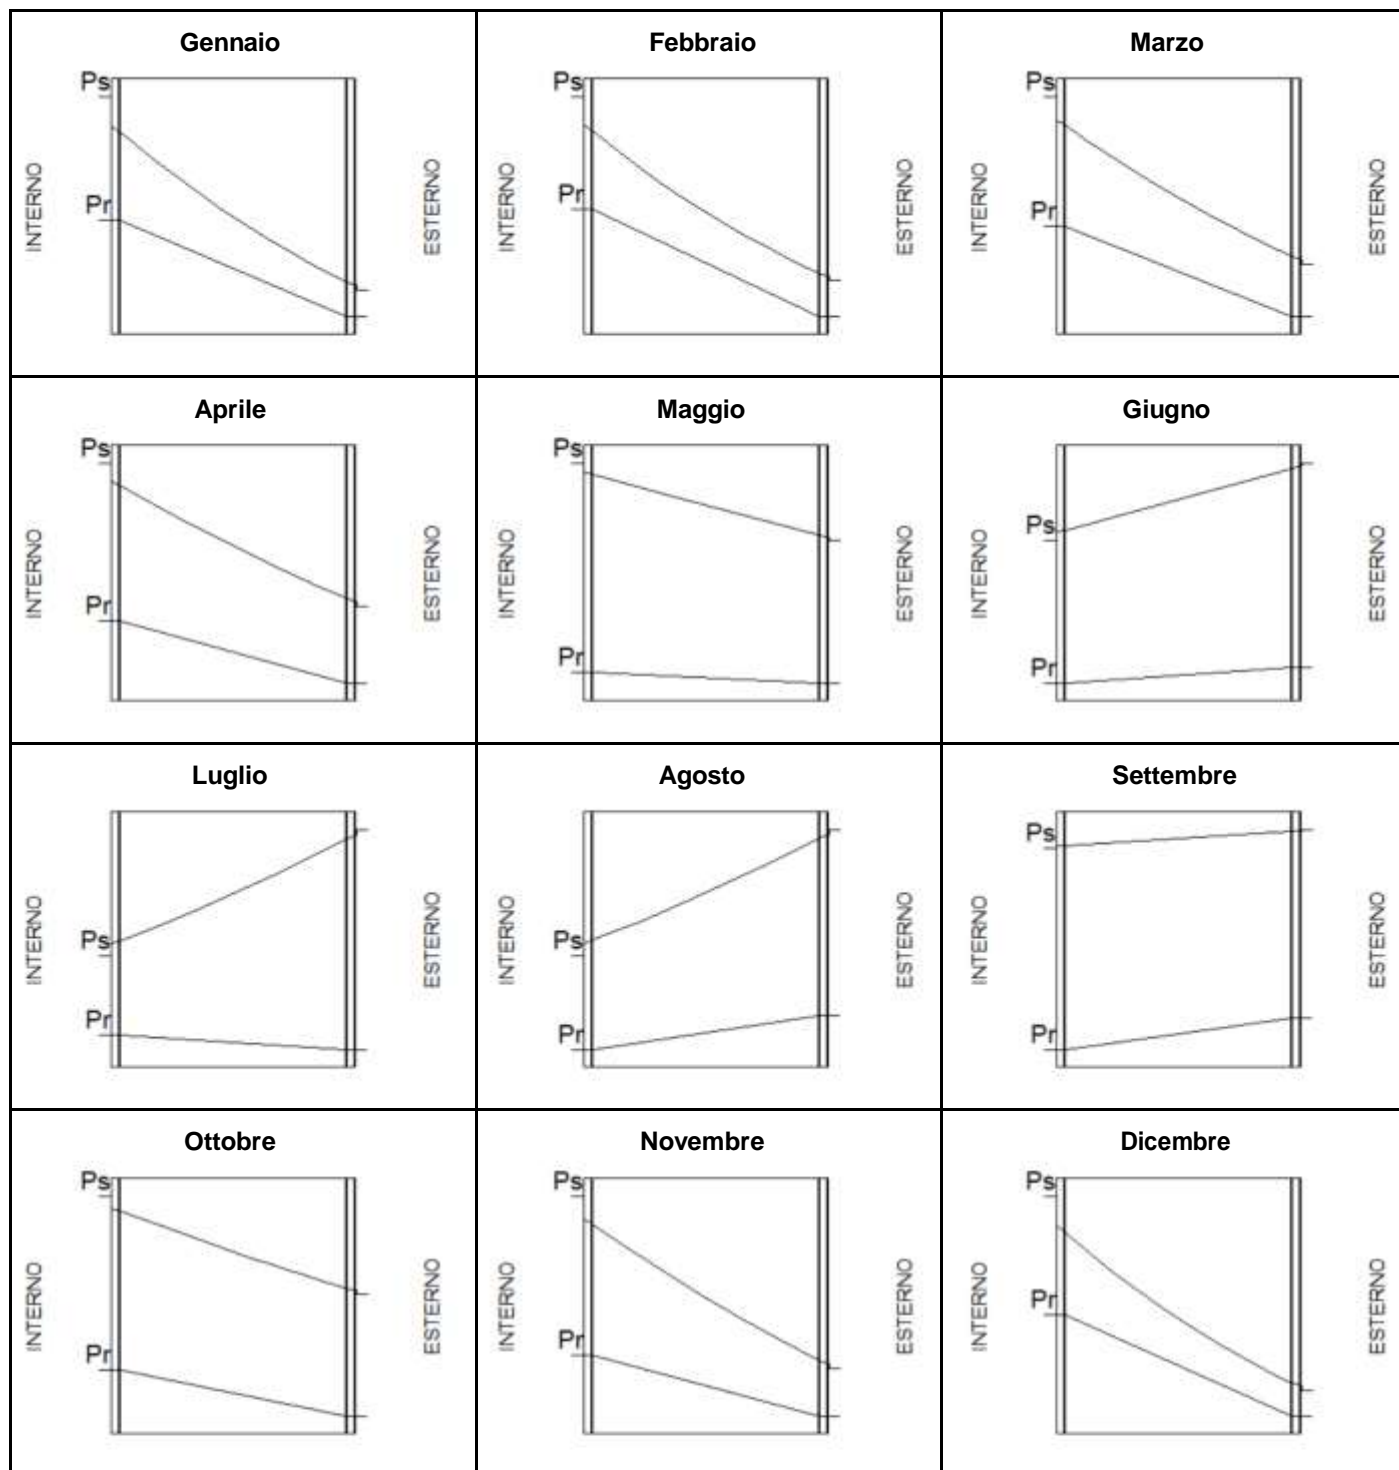 Gennaio
Febbraio
Marzo
Ps
Pr
INTERNO
ESTERNO
Ps
Pr
INTERNO
ESTERNO
Ps
Pr
INTERNO
ESTERNO
Aprile
Maggio
Giugno
Ps
Pr
INTERNO
ESTERNO
Ps
Pr
INTERNO
ESTERNO
Ps
Pr
INTERNO
ESTERNO
Luglio
Agosto
Settembre
Ps
Pr
INTERNO
ESTERNO
Ps
Pr
INTERNO
ESTERNO
Ps
Pr
INTERNO
ESTERNO
Ottobre
Novembre
Dicembre
Ps
Pr
INTERNO
ESTERNO
Ps
Pr
INTERNO
ESTERNO
Ps
Pr
INTERNO
ESTERNO